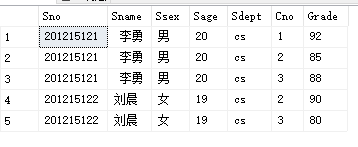 Sno Sname Ssex Sage Sdept Cno Grade
1 201215121 李勇 男 20 cs 1 92
2 201215121 李勇 男 20 cs 2 85
3 201215121 李勇 男 20 cs 3 88
4 201215122 刘晨 女 19 cs 2 90
5 201215122 刘晨 女 19 cs 3 80